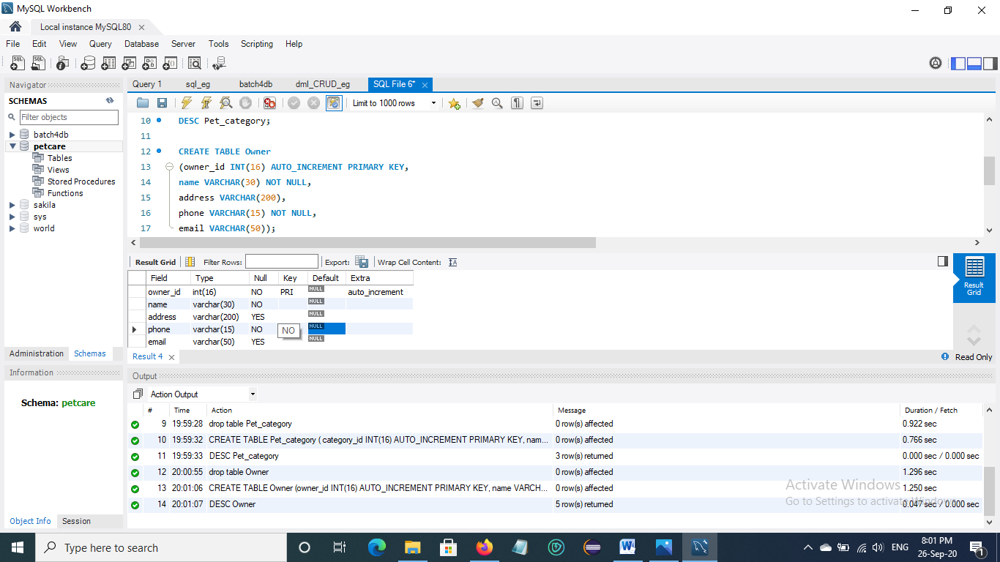 MySQL Workbench
Local instance MySQL80
File Edit View Query Database Server Tools Scripting Help
Navigator
SCHEMAS
Filter objects
batch4db
petcare
Tables
Views
Stored Procedures
Functions
sakila
sys
world
Administration Schemas
Information
Schema: petcare
Object Info Session
Query 1 sql_eg batch4db dml_CRUD_eg SQL File 6*
Limit to 1000 rows
10 DESC Pet_category;
11
12 CREATE TABLE Owner
13 (owner_id INT(16) AUTO_INCREMENT PRIMARY KEY,
14 name VARCHAR(30) NOT NULL,
15 address VARCHAR(200),
16 phone VARCHAR(15) NOT NULL,
17 email VARCHAR(50));
Result Grid Filter Rows: Export: Wrap Cell Content:
Field Type Null Key Default Extra
owner_id int(16) NO PRI NULL auto_increment
name varchar(30) NO NULL
address varchar(200) YES NULL
phone varchar(15) NO NO NULL
email varchar(50) YES NULL
Result Grid
Result 4
Read Only
Output
Action Output
# Time Action Message Duration / Fetch
9 19:59:28 drop table Pet_category 0 row(s) affected 0.922 sec
10 19:59:32 CREATE TABLE Pet_category ( category_id INT(16) AUTO_INCREMENT PRIMARY KEY, nam... 0 row(s) affected 0.766 sec
11 19:59:33 DESC Pet_category 3 row(s) returned 0.000 sec / 0.000 sec
12 20:00:55 drop table Owner 0 row(s) affected 1.296 sec
13 20:01:06 CREATE TABLE Owner (owner_id INT(16) AUTO_INCREMENT PRIMARY KEY, name VARCH... 0 row(s) affected 1.250 sec
14 20:01:07 DESC Owner 5 row(s) returned 0.047 sec / 0.000 sec
Activate Windows
Go to Settings to activate Windows.
Type here to search
ENG
8:01 PM
26-Sep-20
1